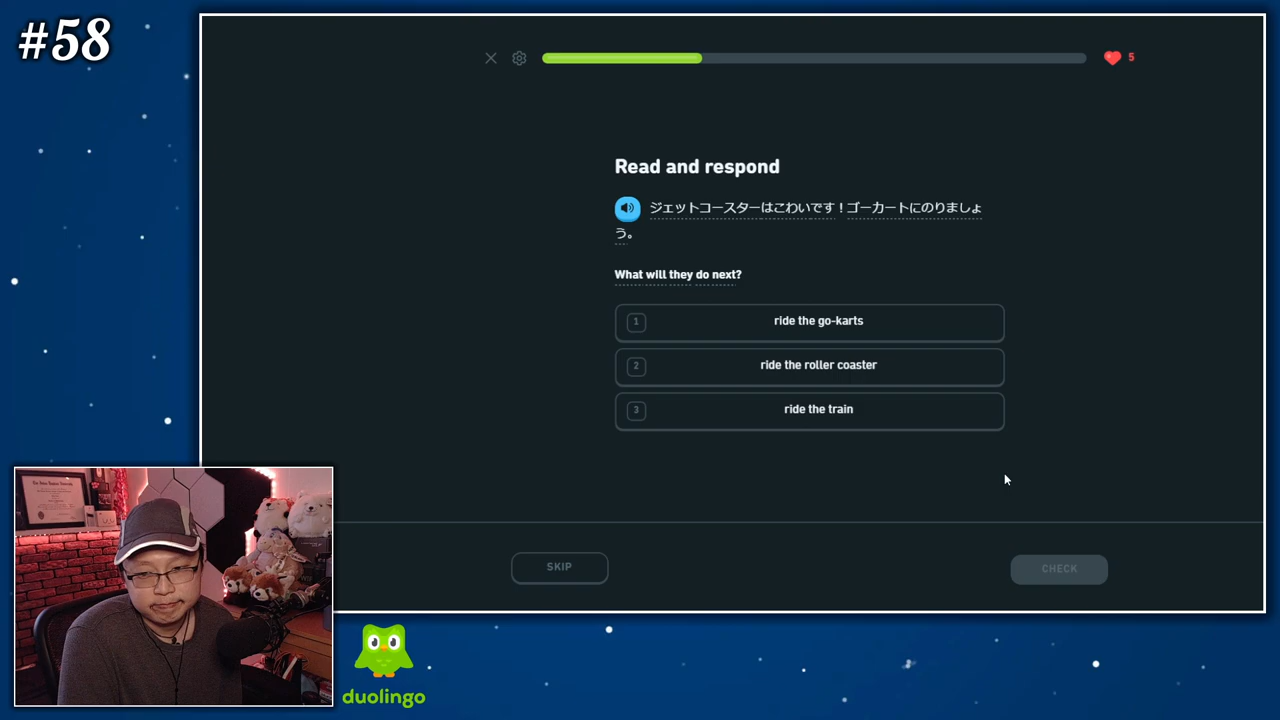 #58
5
Read and respond
ジェットコースターはこわいです！ゴーカートにのりましょ
う。
What will they do next?
1 ride the go-karts
2 ride the roller coaster
3 ride the train
SKIP
CHECK
duolingo